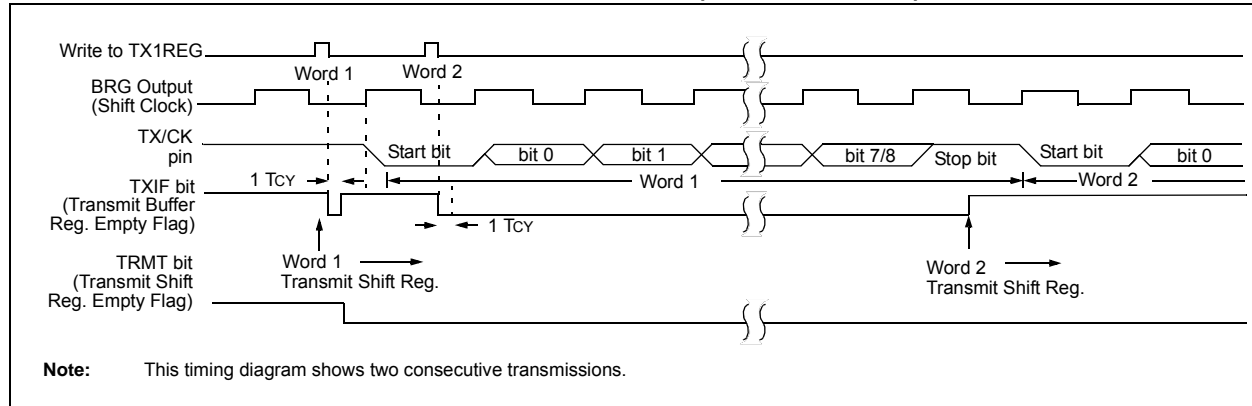 Write to TX1REG
Word 1
Word 2
BRG Output
(Shift Clock)
TX/CK
pin
Start bit
bit 0
bit 1
bit 7/8
Stop bit
Start bit
bit 0
1 TCY
Word 1
Word 2
TXIF bit
(Transmit Buffer
Reg. Empty Flag)
1 TCY
Word 1
Transmit Shift Reg.
Word 2
Transmit Shift Reg.
TRMT bit
(Transmit Shift
Reg. Empty Flag)
Note: This timing diagram shows two consecutive transmissions.